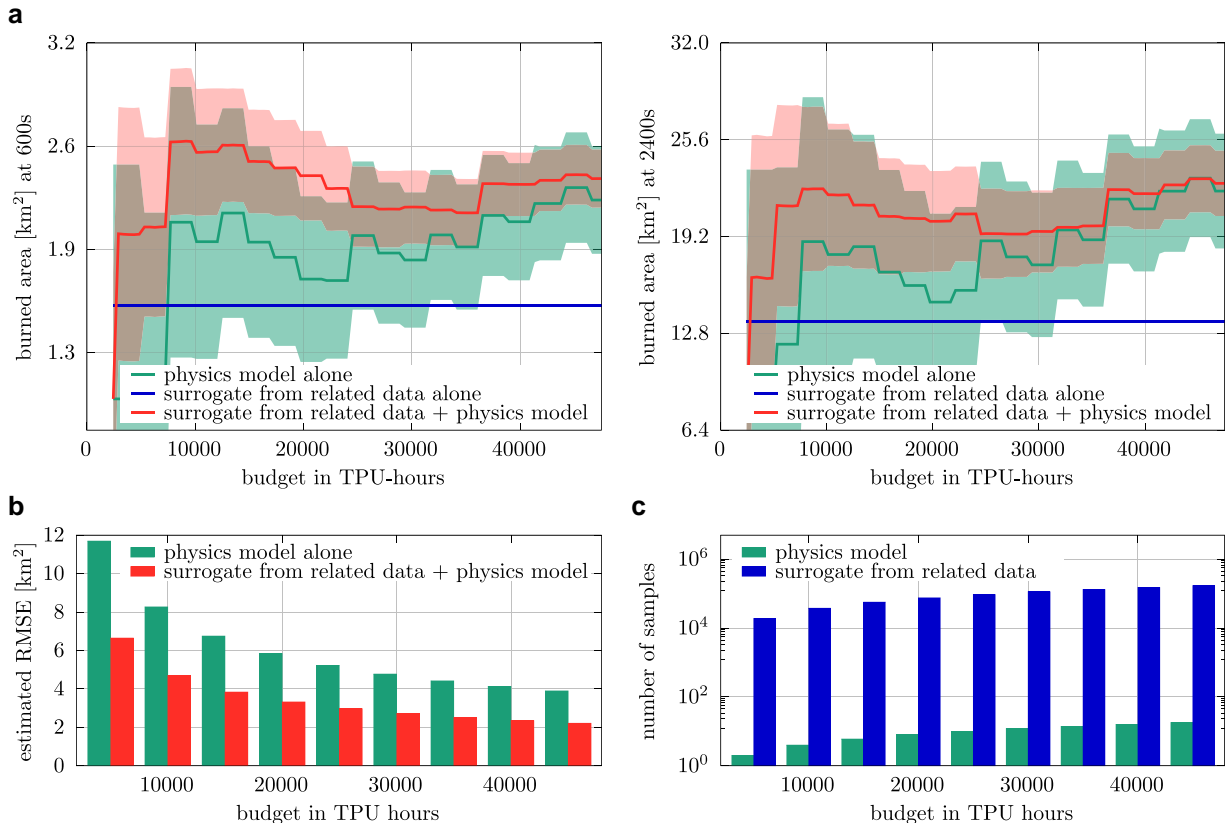 a
burned area [km²] at 600s
3.2
2.6
1.9
1.3
physics model alone
surrogate from related data alone
surrogate from related data + physics model
0
10000
20000
30000
40000
budget in TPU-hours
burned area [km²] at 2400s
32.0
25.6
19.2
12.8
6.4
physics model alone
surrogate from related data alone
surrogate from related data + physics model
0
10000
20000
30000
40000
budget in TPU-hours
b
estimated RMSE [km²]
12
10
8
6
4
2
0
physics model alone
surrogate from related data + physics model
10000
20000
30000
40000
budget in TPU hours
c
number of samples
10⁶
10⁴
10²
10⁰
physics model
surrogate from related data
10000
20000
30000
40000
budget in TPU hours